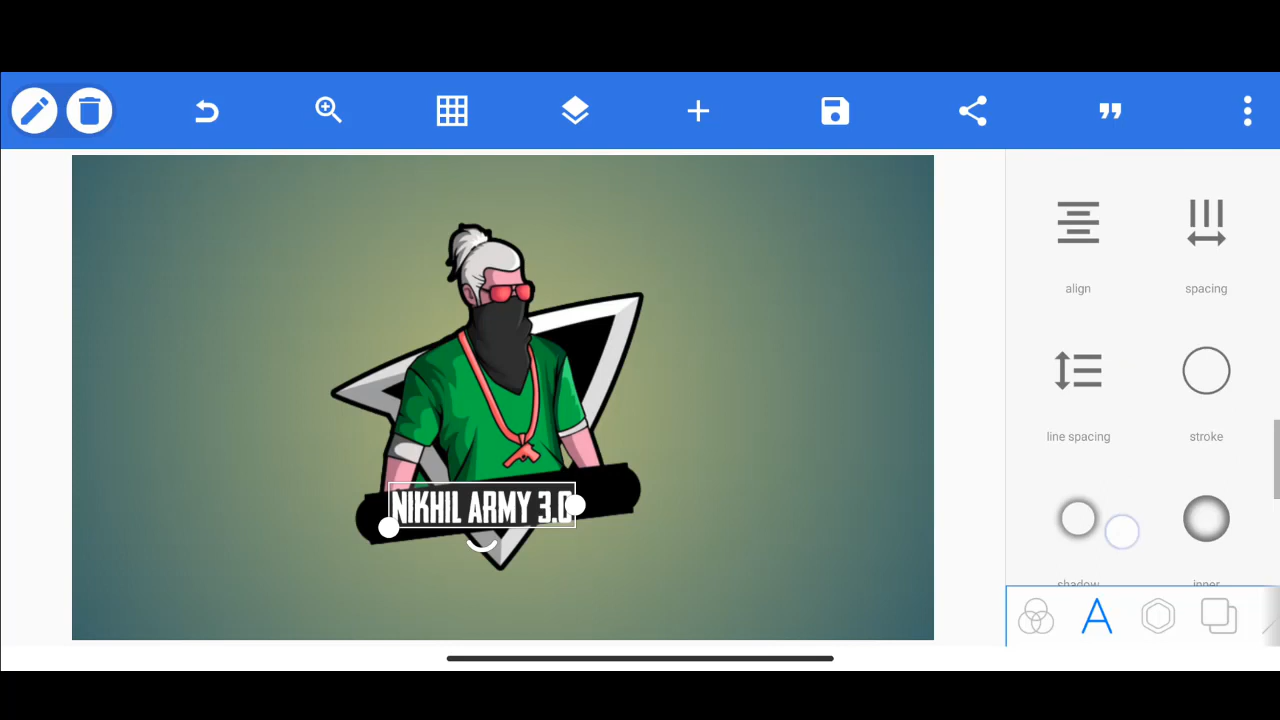 align
spacing
line spacing
stroke
NIKHIL ARMY 3.0
shadow
inner